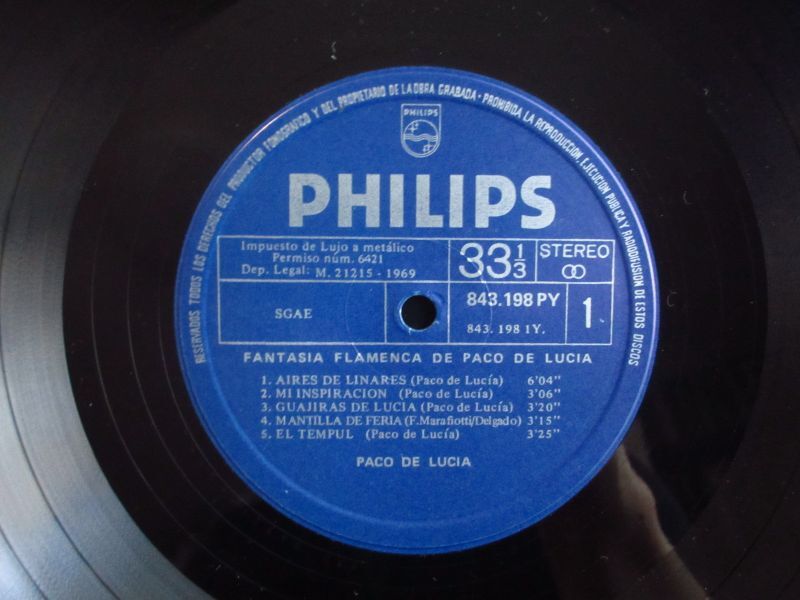 RESERVADOS TODOS LOS DERECHOS DEL PRODUCTOR FONOGRAFICO Y DEL PROPIETARIO DE LA OBRA GRABADA - PROHIBIDA LA REPRODUCCION, EJECUCION PUBLICA Y RADIODIFUSION DE ESTOS DISCOS
PHILIPS
PHILIPS
Impuesto de Lujo a metálico
Permiso núm. 6421
Dep. Legal: M. 21215 - 1969
33 1/3
STEREO
SGAE
843.198 PY
843. 198 1Y.
1
FANTASIA FLAMENCA DE PACO DE LUCIA
1. AIRES DE LINARES (Paco de Lucía) 6'04"
2. MI INSPIRACION (Paco de Lucía) 3'06"
3. GUAJIRAS DE LUCIA (Paco de Lucía) 3'20"
4. MANTILLA DE FERIA (F. Marafiotti/Delgado) 3'15"
5. EL TEMPUL (Paco de Lucía) 3'25"
PACO DE LUCIA